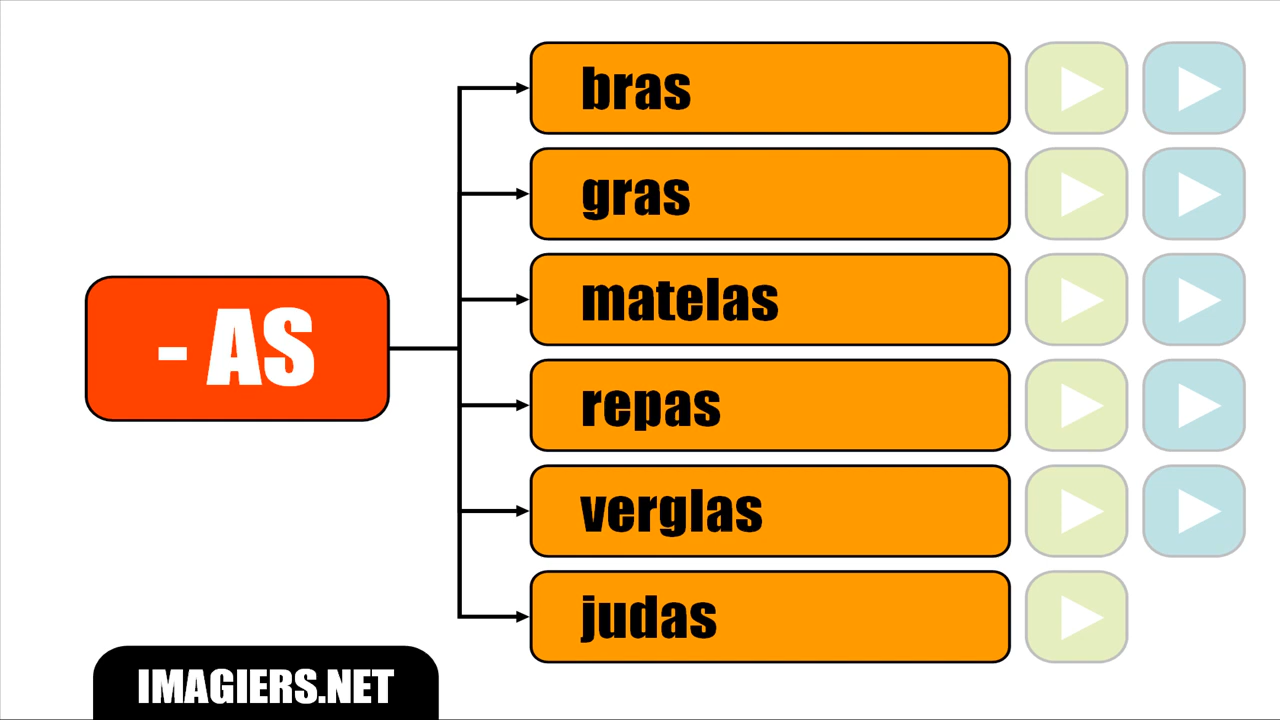 - AS
bras
gras
matelas
repas
verglas
judas
IMAGIERS.NET